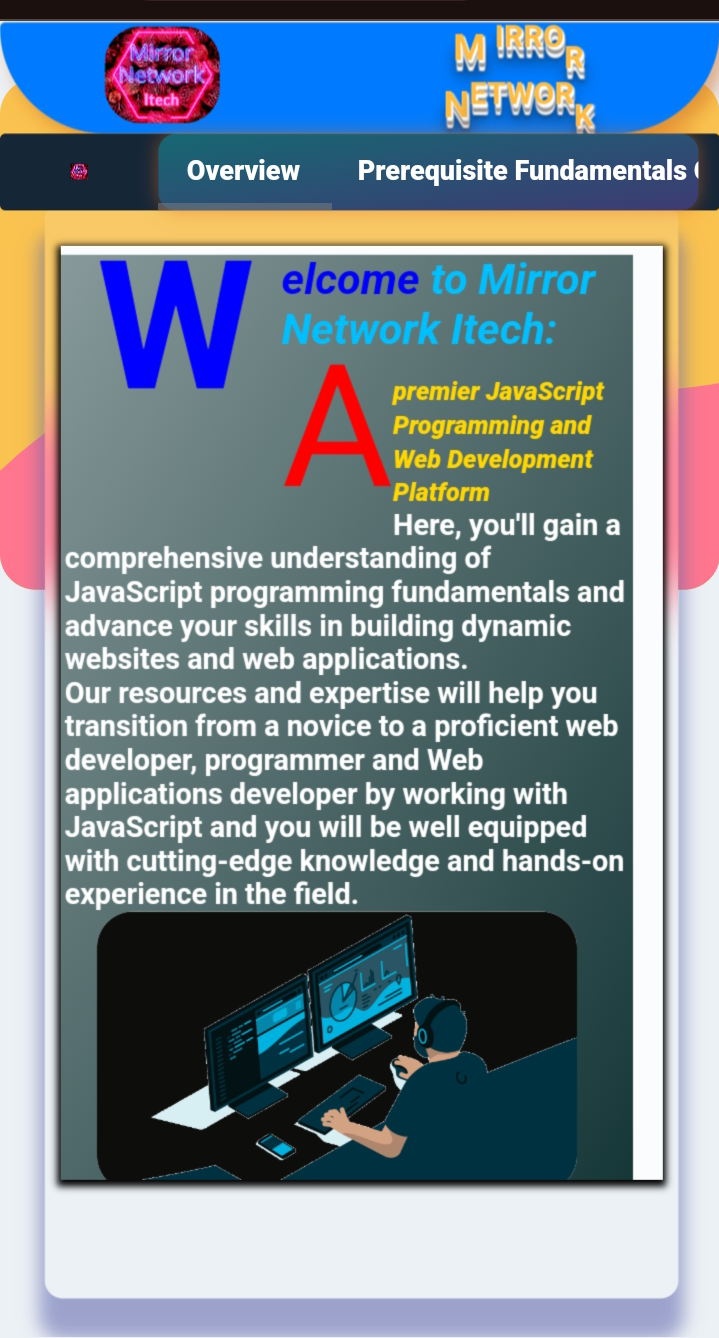 Mirror
Network
Itech
MIRROR
NETWORK
Overview
Prerequisite Fundamentals
Welcome to Mirror
Network Itech:
A premier JavaScript
Programming and
Web Development
Platform
Here, you'll gain a
comprehensive understanding of
JavaScript programming fundamentals and
advance your skills in building dynamic
websites and web applications.
Our resources and expertise will help you
transition from a novice to a proficient web
developer, programmer and Web
applications developer by working with
JavaScript and you will be well equipped
with cutting-edge knowledge and hands-on
experience in the field.